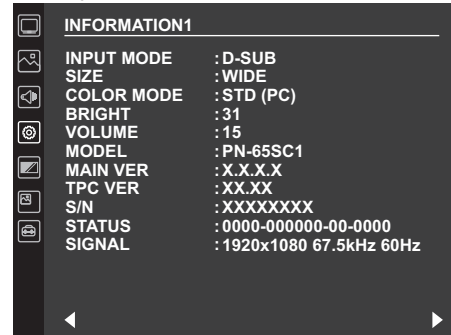 INFORMATION1
INPUT MODE : D-SUB
SIZE : WIDE
COLOR MODE : STD (PC)
BRIGHT : 31
VOLUME : 15
MODEL : PN-65SC1
MAIN VER : X.X.X.X
TPC VER : XX.XX
S/N : XXXXXXXX
STATUS : 0000-000000-00-0000
SIGNAL : 1920x1080 67.5kHz 60Hz